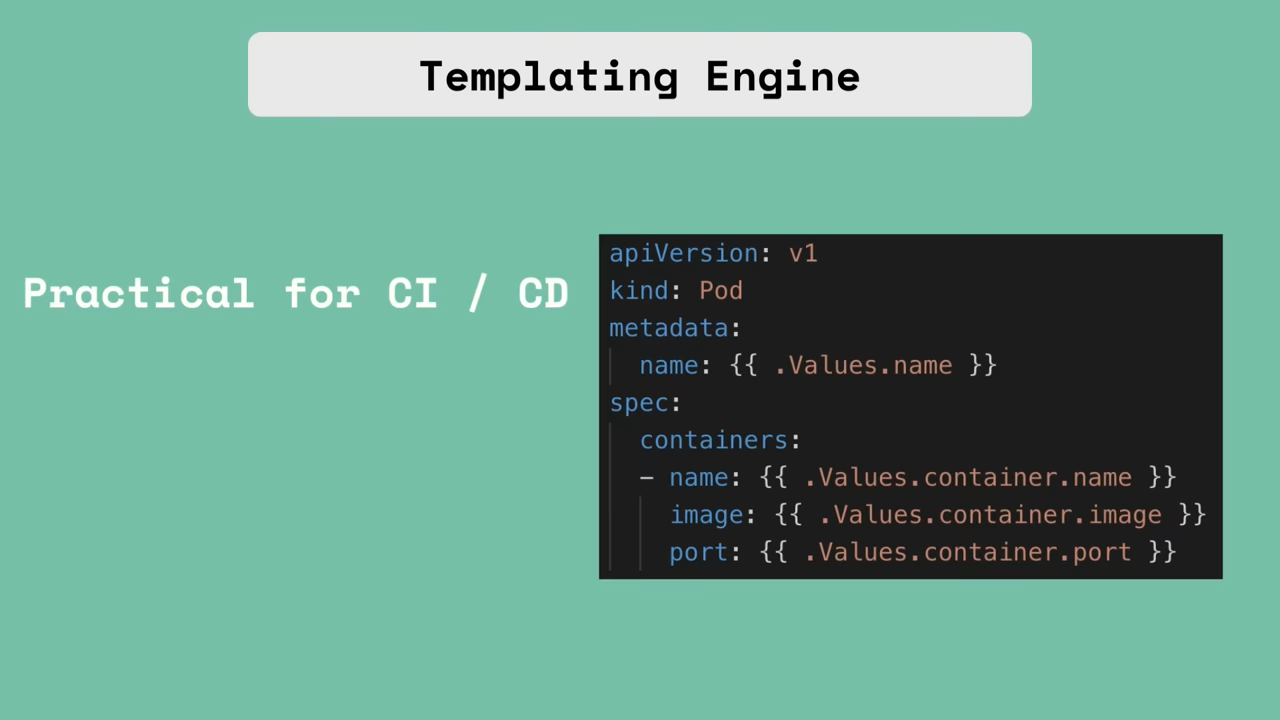 Templating Engine
Practical for CI / CD
apiVersion: v1
kind: Pod
metadata:
  name: {{ .Values.name }}
spec:
  containers:
  - name: {{ .Values.container.name }}
    image: {{ .Values.container.image }}
    port: {{ .Values.container.port }}